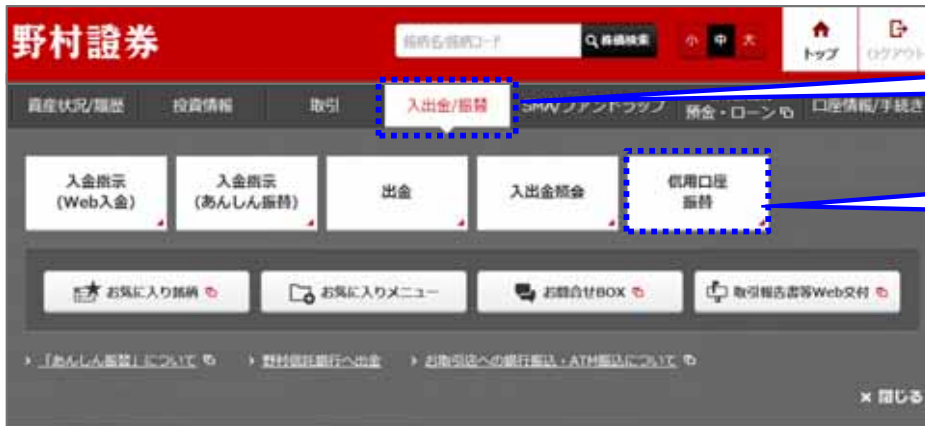 野村證券
銘柄名/銘柄コード
株価検索
小 中 大
トップ
ログアウト
資産状況/履歴
投資情報
取引
入出金/振替
SMA/ファンドラップ
預金・ローン
口座情報/手続き
入金指示
(Web入金)
入金指示
(あんしん振替)
出金
入出金照会
信用口座
振替
お気に入り銘柄
お気に入りメニュー
お問合せBOX
取引報告書等Web交付
「あんしん振替」について
野村信託銀行へ出金
お取引店への銀行振込・ATM振込について
× 閉じる